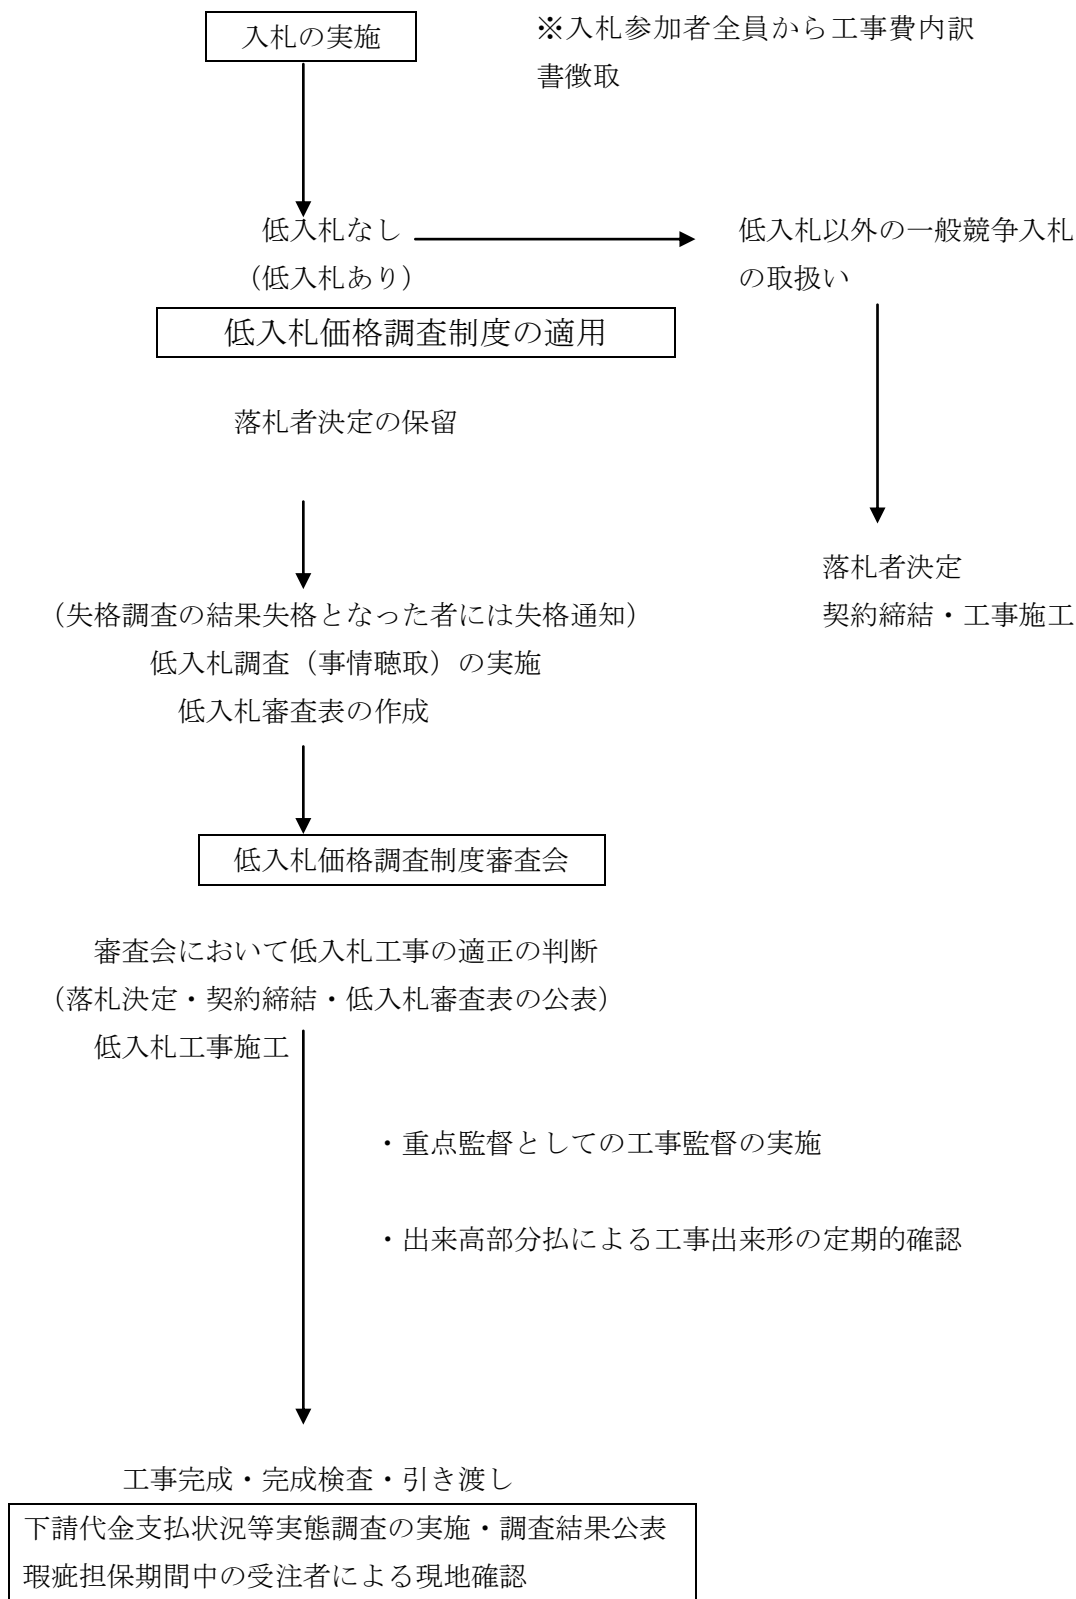 入札の実施
※入札参加者全員から工事費内訳
書徴取
低入札なし
（低入札あり）
低入札以外の一般競争入札
の取扱い
低入札価格調査制度の適用
落札者決定の保留
落札者決定
契約締結・工事施工
（失格調査の結果失格となった者には失格通知）
低入札調査（事情聴取）の実施
低入札審査表の作成
低入札価格調査制度審査会
審査会において低入札工事の適正の判断
（落札決定・契約締結・低入札審査表の公表）
低入札工事施工
・重点監督としての工事監督の実施
・出来高部分払による工事出来形の定期的確認
工事完成・完成検査・引き渡し
下請代金支払状況等実態調査の実施・調査結果公表
瑕疵担保期間中の受注者による現地確認